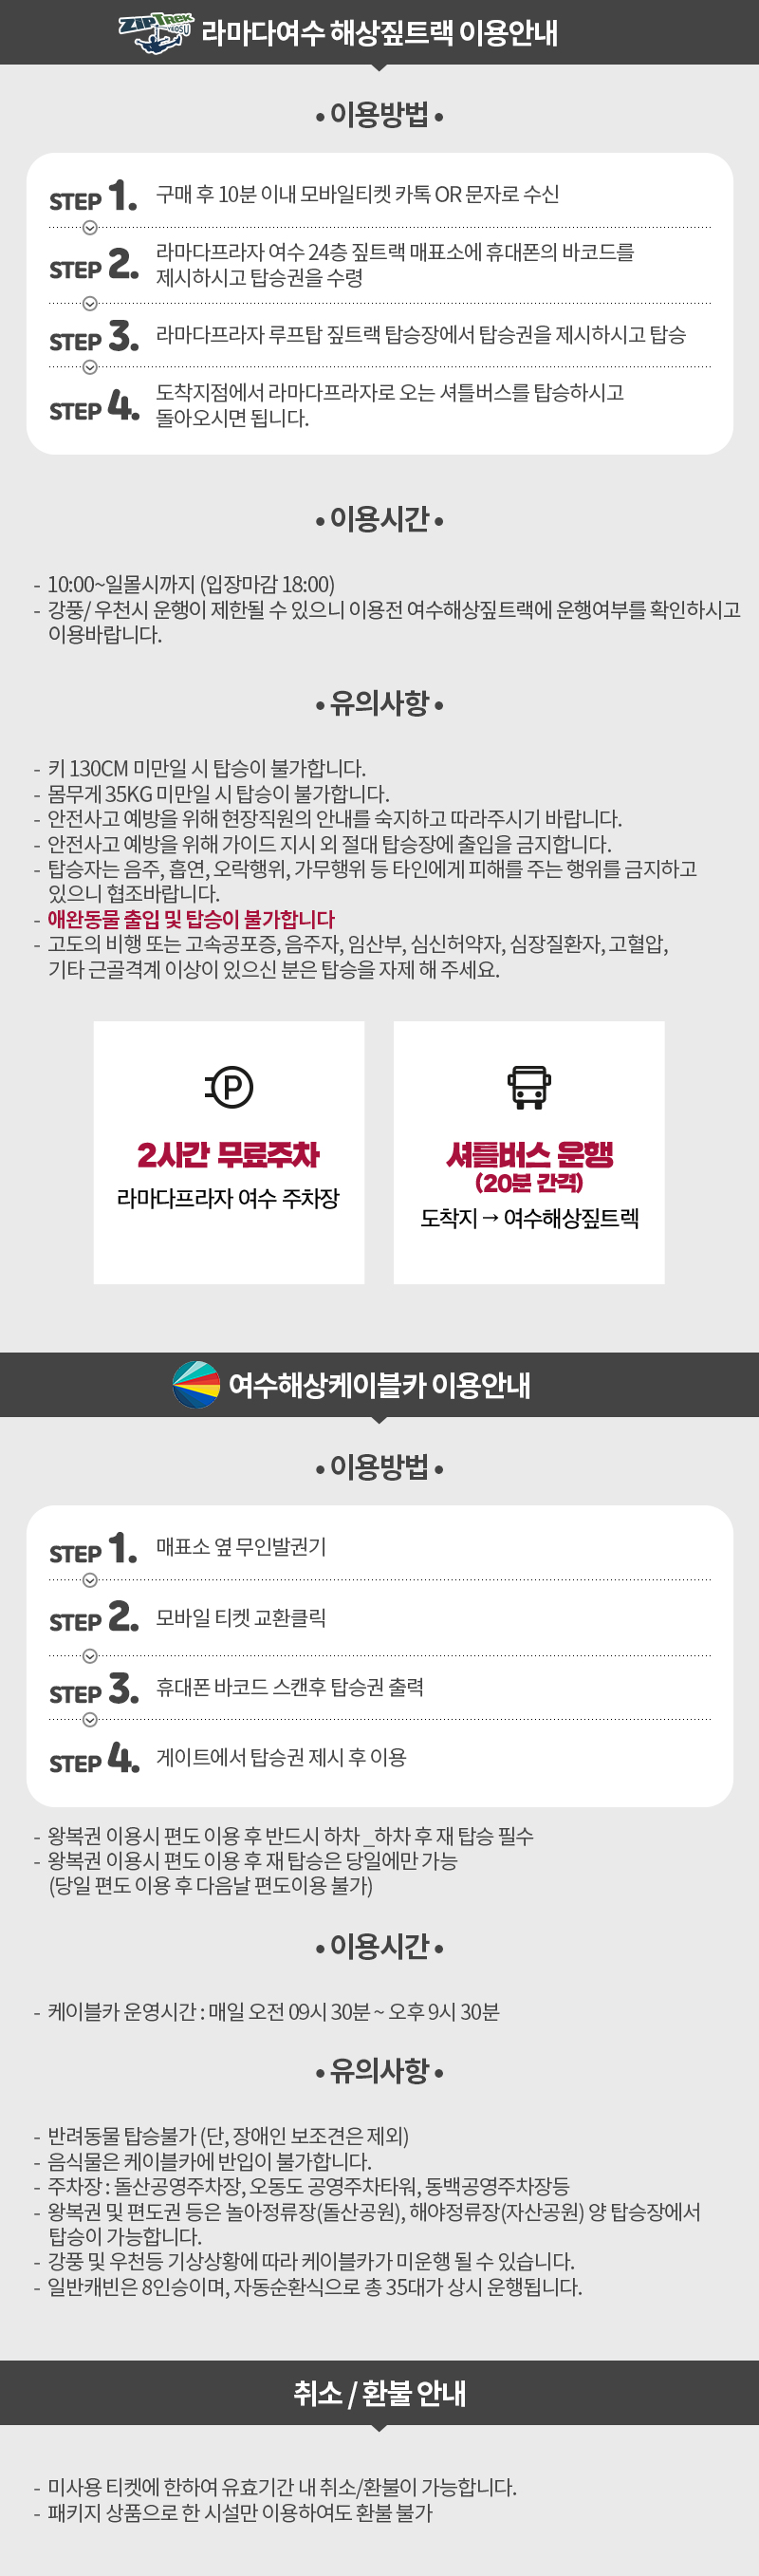 ZIPTREK YEOSU 라마다여수 해상짚트랙 이용안내
• 이용방법 •
STEP 1. 구매 후 10분 이내 모바일티켓 카톡 OR 문자로 수신
STEP 2. 라마다프라자 여수 24층 짚트랙 매표소에 휴대폰의 바코드를
제시하시고 탑승권을 수령
STEP 3. 라마다프라자 루프탑 짚트랙 탑승장에서 탑승권을 제시하시고 탑승
STEP 4. 도착지점에서 라마다프라자로 오는 셔틀버스를 탑승하시고
돌아오시면 됩니다.
• 이용시간 •
- 10:00~일몰시까지 (입장마감 18:00)
- 강풍/ 우천시 운행이 제한될 수 있으니 이용전 여수해상짚트랙에 운행여부를 확인하시고
이용바랍니다.
• 유의사항 •
- 키 130CM 미만일 시 탑승이 불가합니다.
- 몸무게 35KG 미만일 시 탑승이 불가합니다.
- 안전사고 예방을 위해 현장직원의 안내를 숙지하고 따라주시기 바랍니다.
- 안전사고 예방을 위해 가이드 지시 외 절대 탑승장에 출입을 금지합니다.
- 탑승자는 음주, 흡연, 오락행위, 가무행위 등 타인에게 피해를 주는 행위를 금지하고
있으니 협조바랍니다.
- 애완동물 출입 및 탑승이 불가합니다
- 고도의 비행 또는 고속공포증, 음주자, 임산부, 심신허약자, 심장질환자, 고혈압,
기타 근골격계 이상이 있으신 분은 탑승을 자제 해 주세요.
P
2시간 무료주차
라마다프라자 여수 주차장
셔틀버스 운행
(20분 간격)
도착지 → 여수해상짚트렉
여수해상케이블카 이용안내
• 이용방법 •
STEP 1. 매표소 옆 무인발권기
STEP 2. 모바일 티켓 교환클릭
STEP 3. 휴대폰 바코드 스캔후 탑승권 출력
STEP 4. 게이트에서 탑승권 제시 후 이용
- 왕복권 이용시 편도 이용 후 반드시 하차 _하차 후 재 탑승 필수
- 왕복권 이용시 편도 이용 후 재 탑승은 당일에만 가능
(당일 편도 이용 후 다음날 편도이용 불가)
• 이용시간 •
- 케이블카 운영시간 : 매일 오전 09시 30분 ~ 오후 9시 30분
• 유의사항 •
- 반려동물 탑승불가 (단, 장애인 보조견은 제외)
- 음식물은 케이블카에 반입이 불가합니다.
- 주차장 : 돌산공영주차장, 오동도 공영주차타워, 동백공영주차장등
- 왕복권 및 편도권 등은 놀아정류장(돌산공원), 해야정류장(자산공원) 양 탑승장에서
탑승이 가능합니다.
- 강풍 및 우천등 기상상황에 따라 케이블카가 미운행 될 수 있습니다.
- 일반캐빈은 8인승이며, 자동순환식으로 총 35대가 상시 운행됩니다.
취소 / 환불 안내
- 미사용 티켓에 한하여 유효기간 내 취소/환불이 가능합니다.
- 패키지 상품으로 한 시설만 이용하여도 환불 불가